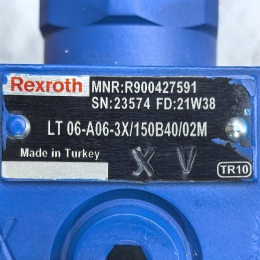 Rexroth MNR:R900427591
SN:23574 FD:21W38
LT 06-A06-3X/150B40/02M
Made in Turkey X V TR10